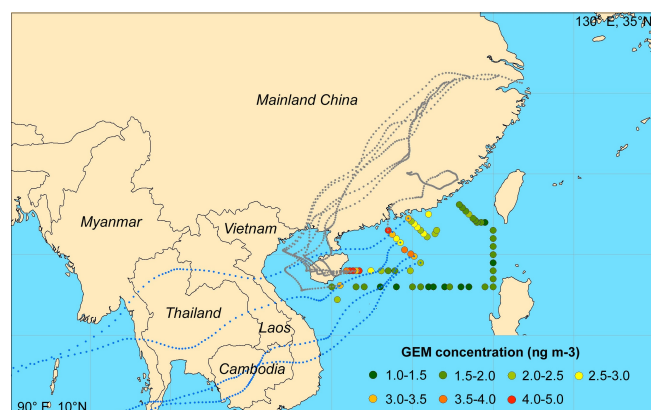 130° E, 35°N
Mainland China
Myanmar
Vietnam
Thailand
Laos
Cambodia
GEM concentration (ng m-3)
1.0-1.5 1.5-2.0 2.0-2.5 2.5-3.0
3.0-3.5 3.5-4.0 4.0-5.0
90° E, 10°N